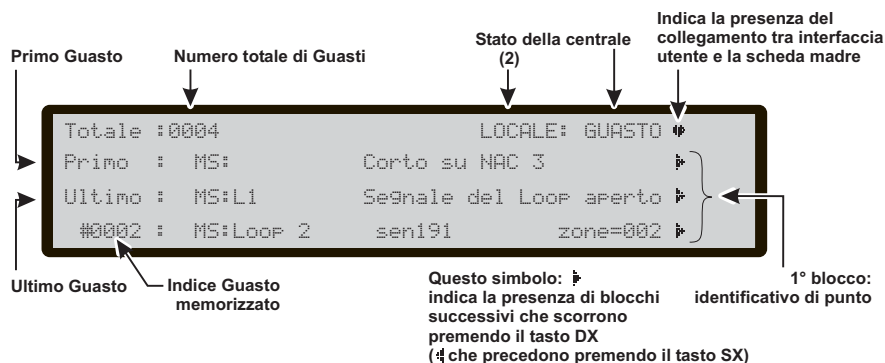 Indica la presenza del
collegamento tra interfaccia
utente e la scheda madre
Stato della centrale
(2)
Primo Guasto
Numero totale di Guasti
Totale :0004 LOCALE: GUASTO
Primo : MS: Corto su NAC 3
Ultimo : MS:L1 Segnale del Loop aperto
#0002 : MS:Loop 2 sen191 zone=002
Ultimo Guasto
Indice Guasto
memorizzato
Questo simbolo:
indica la presenza di blocchi
successivi che scorrono
premendo il tasto DX
( che precedono premendo il tasto SX)
1° blocco:
identificativo di punto